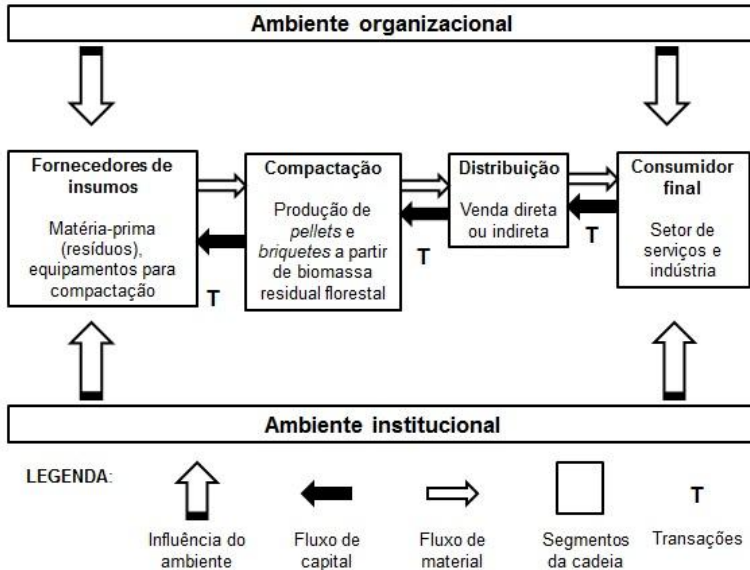 Ambiente organizacional
Fornecedores de
insumos
Matéria-prima
(resíduos),
equipamentos para
compactação
T
Compactação
Produção de
pellets e
briquetes a partir
de biomassa
residual florestal
T
Distribuição
Venda direta
ou indireta
T
Consumidor
final
Setor de
serviços e
indústria
Ambiente institucional
LEGENDA:
Influência do
ambiente
Fluxo de
capital
Fluxo de
material
Segmentos
da cadeia
T
Transações